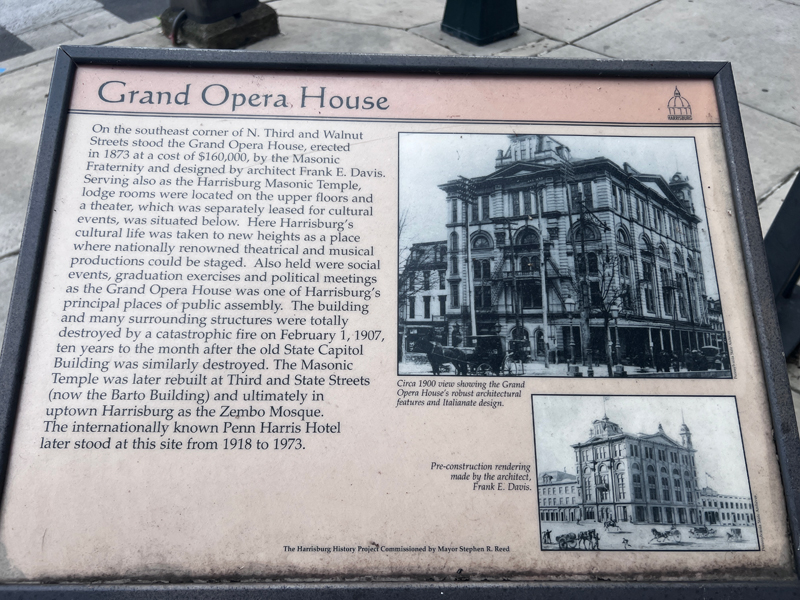 Grand Opera House
HARRISBURG
On the southeast corner of N. Third and Walnut
Streets stood the Grand Opera House, erected
in 1873 at a cost of $160,000, by the Masonic
Fraternity and designed by architect Frank E. Davis.
Serving also as the Harrisburg Masonic Temple,
lodge rooms were located on the upper floors and
a theater, which was separately leased for cultural
events, was situated below. Here Harrisburg's
cultural life was taken to new heights as a place
where nationally renowned theatrical and musical
productions could be staged. Also held were social
events, graduation exercises and political meetings
as the Grand Opera House was one of Harrisburg's
principal places of public assembly. The building
and many surrounding structures were totally
destroyed by a catastrophic fire on February 1, 1907,
ten years to the month after the old State Capitol
Building was similarly destroyed. The Masonic
Temple was later rebuilt at Third and State Streets
(now the Barto Building) and ultimately in
uptown Harrisburg as the Zembo Mosque.
The internationally known Penn Harris Hotel
later stood at this site from 1918 to 1973.
Circa 1900 view showing the Grand
Opera House's robust architectural
features and Italianate design.
Pre-construction rendering
made by the architect,
Frank E. Davis.
The Harrisburg History Project Commissioned by Mayor Stephen R. Reed